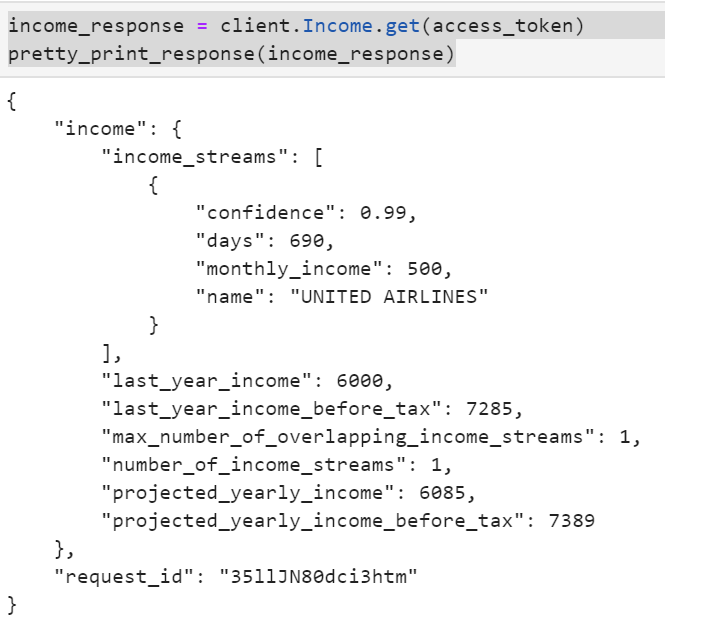 income_response = client.Income.get(access_token)
pretty_print_response(income_response)
{
    "income": {
        "income_streams": [
            {
                "confidence": 0.99,
                "days": 690,
                "monthly_income": 500,
                "name": "UNITED AIRLINES"
            }
        ],
        "last_year_income": 6000,
        "last_year_income_before_tax": 7285,
        "max_number_of_overlapping_income_streams": 1,
        "number_of_income_streams": 1,
        "projected_yearly_income": 6085,
        "projected_yearly_income_before_tax": 7389
    },
    "request_id": "35llJN80dci3htm"
}